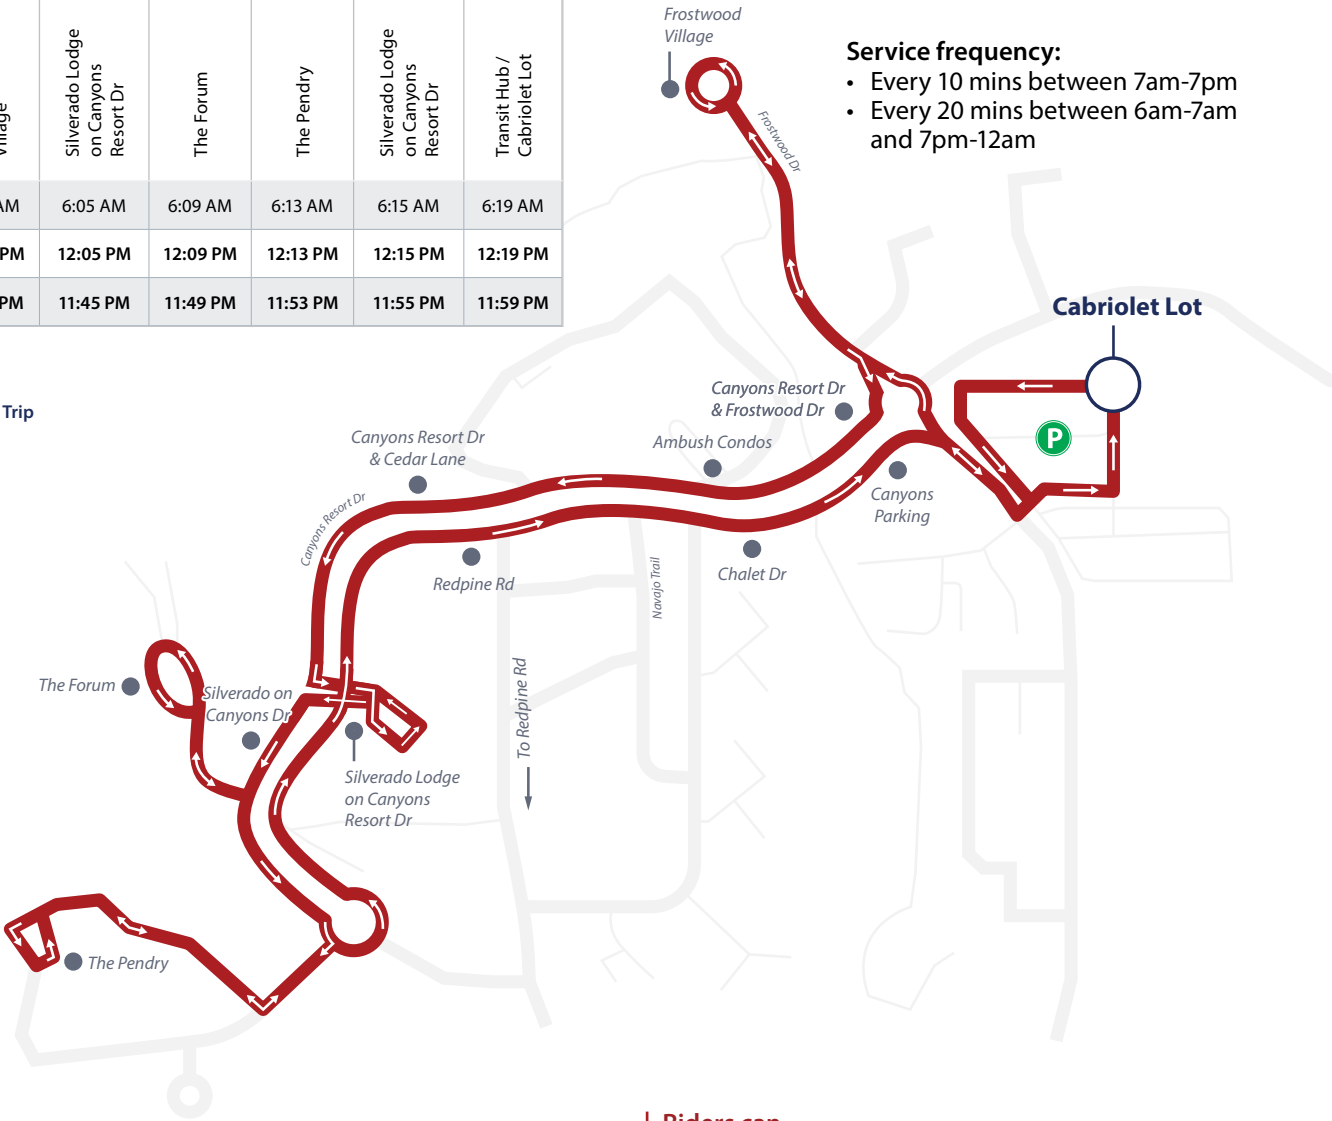 Village
Silverado Lodge
on Canyons
Resort Dr
The Forum
The Pendry
Silverado Lodge
on Canyons
Resort Dr
Transit Hub /
Cabriolet Lot
AM 6:05 AM 6:09 AM 6:13 AM 6:15 AM 6:19 AM
PM 12:05 PM 12:09 PM 12:13 PM 12:15 PM 12:19 PM
PM 11:45 PM 11:49 PM 11:53 PM 11:55 PM 11:59 PM
Trip
Frostwood
Village
Service frequency:
• Every 10 mins between 7am-7pm
• Every 20 mins between 6am-7am
and 7pm-12am
Frostwood Dr
Cabriolet Lot
P
Canyons Resort Dr
& Frostwood Dr
Ambush Condos
Canyons Resort Dr
& Cedar Lane
Canyons
Parking
Canyons Resort Dr
Redpine Rd
Chalet Dr
Navajo Trail
To Redpine Rd
The Forum
Silverado on
Canyons Dr
Silverado Lodge
on Canyons
Resort Dr
The Pendry
Riders can